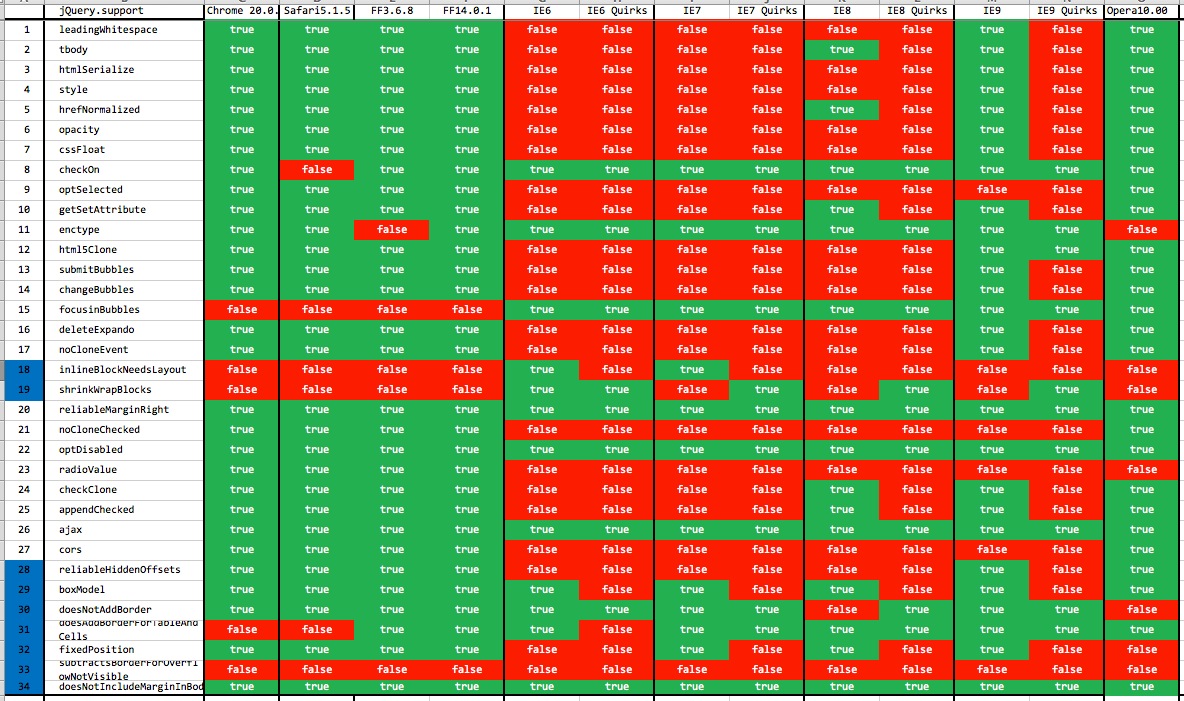 jQuery.support Chrome 20.0. Safari5.1.5 FF3.6.8 FF14.0.1 IE6 IE6 Quirks IE7 IE7 Quirks IE8 IE8 Quirks IE9 IE9 Quirks Opera10.00
1 leadingWhitespace true true true true false false false false false false true false true
2 tbody true true true true false false false false true false true false true
3 htmlSerialize true true true true false false false false false false true false true
4 style true true true true false false false false false false true false true
5 hrefNormalized true true true true false false false false true false true false true
6 opacity true true true true false false false false false false true false true
7 cssFloat true true true true false false false false false false true false true
8 checkOn true false true true true true true true true true true true true
9 optSelected true true true true false false false false false false false false true
10 getSetAttribute true true true true false false false false true false true false true
11 enctype true true false true true true true true true true true true false
12 html5Clone true true true true false false false false false false true true true
13 submitBubbles true true true true false false false false false false true false true
14 changeBubbles true true true true false false false false false false true false true
15 focusinBubbles false false false false true true true true true true true true true
16 deleteExpando true true true true false false false false false false true false true
17 noCloneEvent true true true true false false false false false false true false true
18 inlineBlockNeedsLayout false false false false true false true false false false false false false
19 shrinkWrapBlocks false false false false true true false true false true false true false
20 reliableMarginRight true true true true true true true true true true true true true
21 noCloneChecked true true true true false false false false false false false false true
22 optDisabled true true true true true true true true true true true true true
23 radioValue true true true true false false false false false false false false false
24 checkClone true true true true false false false false true false true false true
25 appendChecked true true true true false false false false true false true false true
26 ajax true true true true true true true true true true true true true
27 cors true true true true false false false false false false false false true
28 reliableHiddenOffsets true true true true false false false false false false true false true
29 boxModel true true true true true false true false true false true false true
30 doesNotAddBorder true true true true true true true true false true true true false
31 doesAddBorderForTableAnd false false true true true false true true true true true true true
Cells
32 fixedPosition true true true true false false true false true false true false false
33 subtractsBorderForOverfl false false false false false false false false false false false false false
owNotVisible
34 doesNotIncludeMarginInBod true true true true true true true true true true true true true